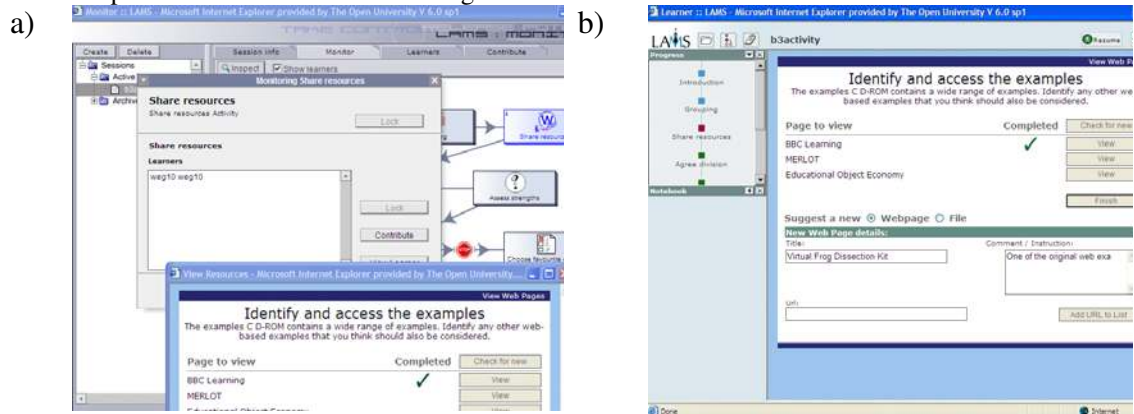 a)
Monitor :: LAMS - Microsoft Internet Explorer provided by The Open University V 6.0 sp1
Create Delete
Session info Monitor Learners Contribute
Sessions
Inspect Show learners
Active
Monitoring Share resources X
Archive
Share resources
Share resources Activity
Lock
Share resources
Learners
weg10 weg10
Lock
Contribute
Share resourc
Assess strengths
Choose favourite
View Resources - Microsoft Internet Explorer provided by The Open University...
View Web Pages
Identify and access the examples
The examples C D-ROM contains a wide range of examples. Identify any other web-
based examples that you think should also be considered.
Page to view Completed Check for new
BBC Learning ✓ View
MERLOT View
b)
Learner :: LAMS - Microsoft Internet Explorer provided by The Open University V 6.0 sp1
LAMS b3activity Resume
Progress
Introduction
Grouping
Share resources
Agree division
Notebook
View Web Pa
Identify and access the examples
The examples C D-ROM contains a wide range of examples. Identify any other we
based examples that you think should also be considered.
Page to view Completed Check for new
BBC Learning ✓ View
MERLOT View
Educational Object Economy View
Finish
Suggest a new Webpage File
New Web Page details:
Title: Comment / Instruction:
Virtual Frog Dissection Kit One of the original web exa
Url:
Add URL to List
Done Internet